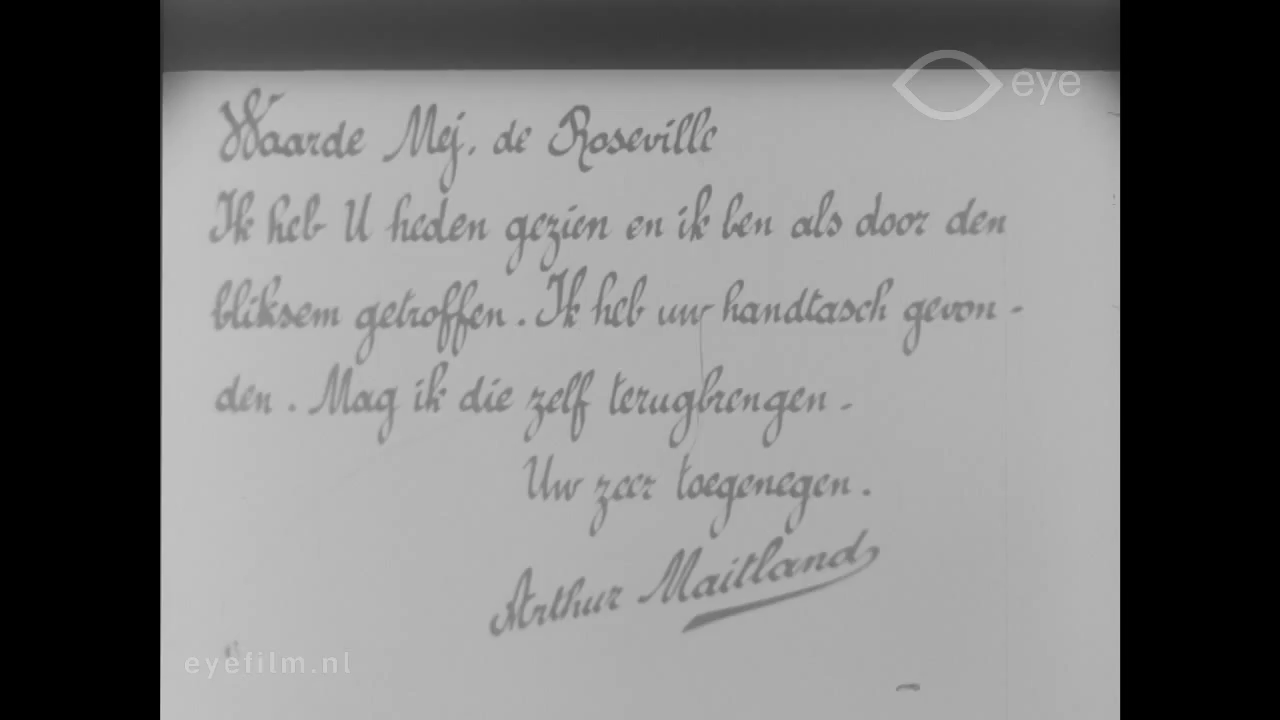 eye
Waarde Mej. de Roseville
Ik heb U heden gezien en ik ben als door den
bliksem getroffen. Ik heb uw handtasch gevon-
den. Mag ik die zelf terugbrengen.
Uw zeer toegenegen.
Arthur Maitland
eyefilm.nl